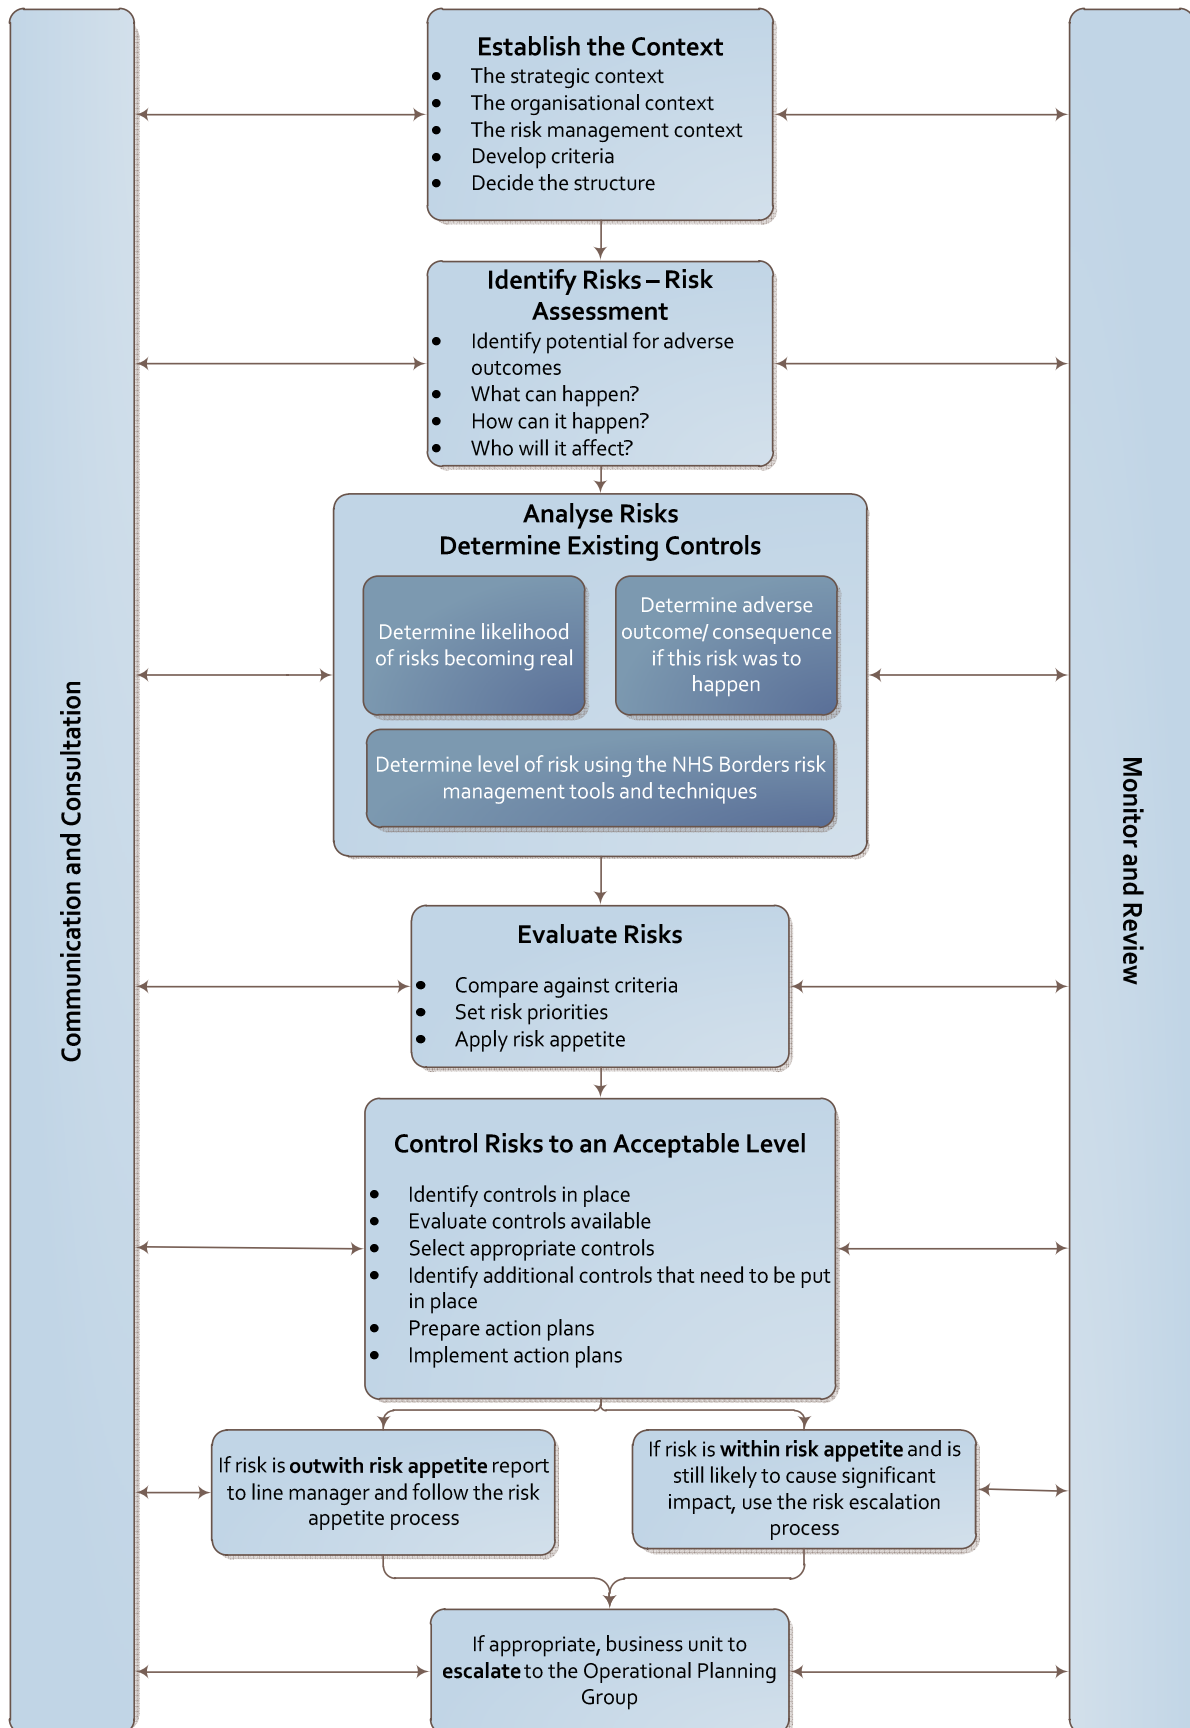 Communication and Consultation
Establish the Context
• The strategic context
• The organisational context
• The risk management context
• Develop criteria
• Decide the structure
Identify Risks – Risk
Assessment
• Identify potential for adverse
outcomes
• What can happen?
• How can it happen?
• Who will it affect?
Analyse Risks
Determine Existing Controls
Determine likelihood
of risks becoming real
Determine adverse
outcome/ consequence
if this risk was to
happen
Determine level of risk using the NHS Borders risk
management tools and techniques
Evaluate Risks
• Compare against criteria
• Set risk priorities
• Apply risk appetite
Control Risks to an Acceptable Level
• Identify controls in place
• Evaluate controls available
• Select appropriate controls
• Identify additional controls that need to be put
in place
• Prepare action plans
• Implement action plans
If risk is outwith risk appetite report
to line manager and follow the risk
appetite process
If risk is within risk appetite and is
still likely to cause significant
impact, use the risk escalation
process
If appropriate, business unit to
escalate to the Operational Planning
Group
Monitor and Review